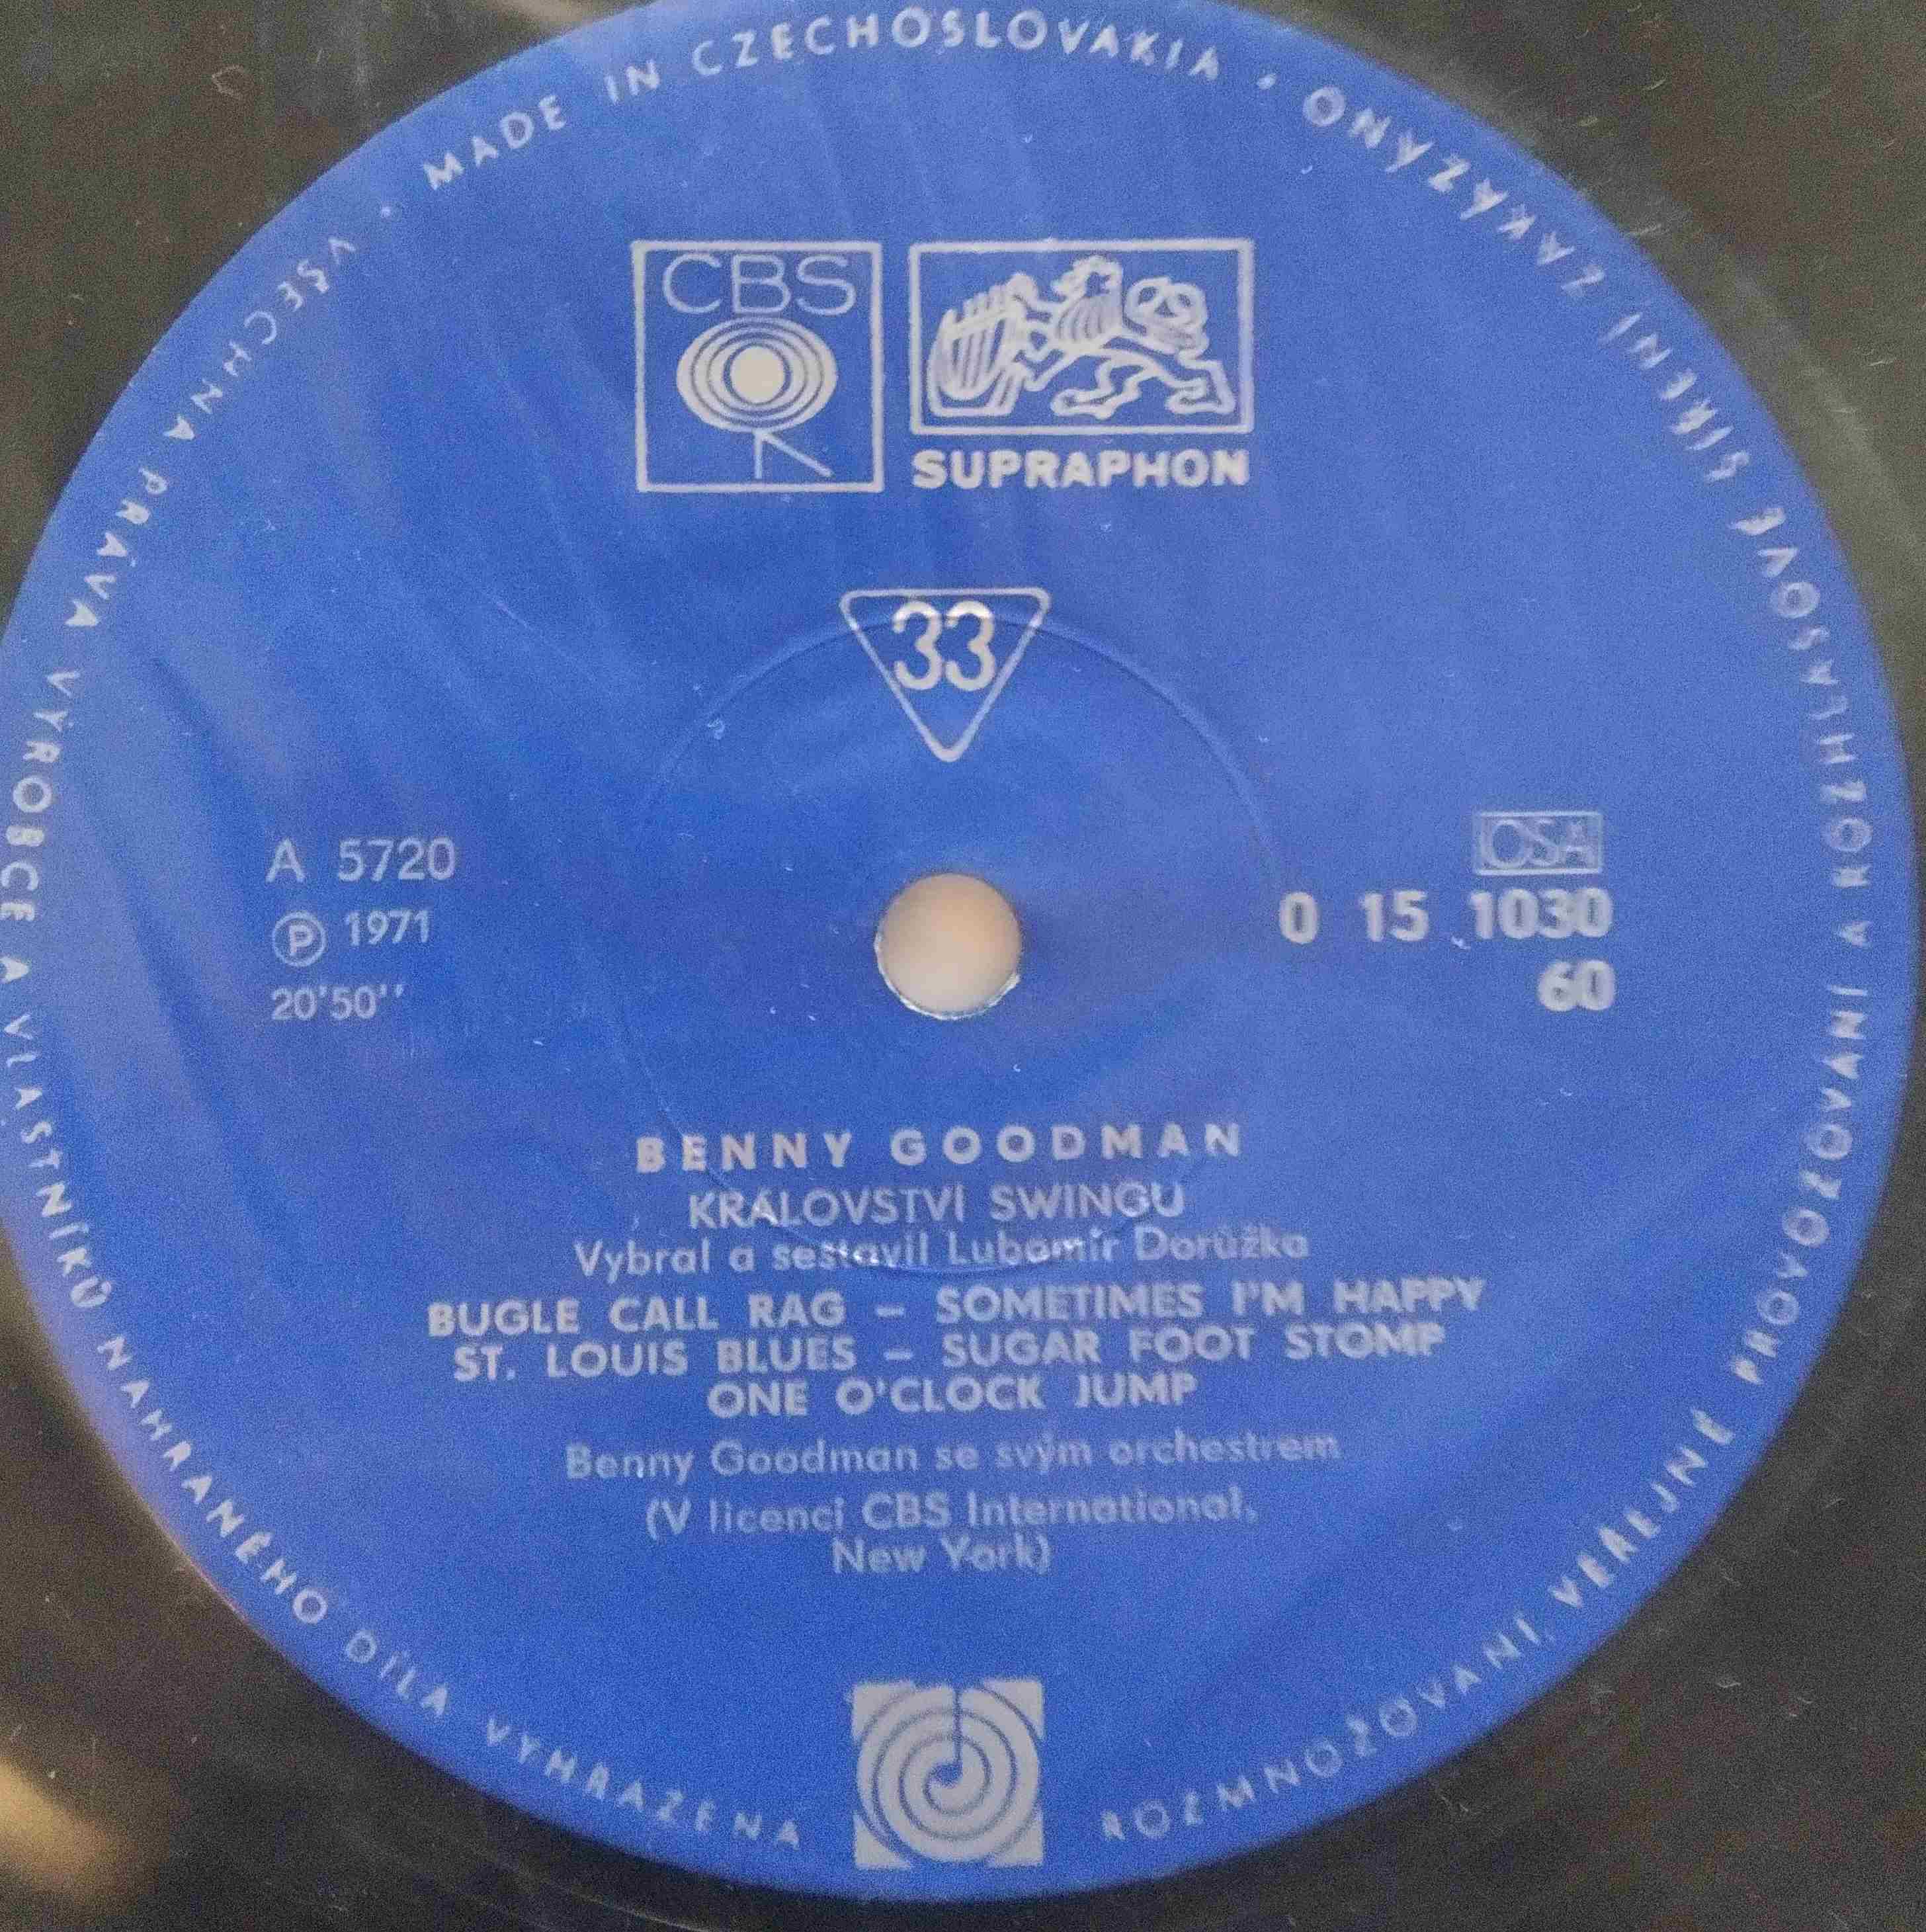 MADE IN CZECHOSLOVAKIA • VŠECHNA PRÁVA VÝROBCE A VLASTNÍKŮ NAHRANÉHO DÍLA VYHRAZENA
ROZMNOŽOVÁNÍ, VEŘEJNÉ PROVOZOVÁNÍ A ROZHLASOVÉ ŠÍŘENÍ ZAKÁZÁNO •
CBS
SUPRAPHON
33
A 5720
Ⓟ 1971
20'50''
OSA
0 15 1030
60
BENNY GOODMAN
KRÁLOVSTVÍ SWINGU
Vybral a sestavil Lubomír Dorůžka
BUGLE CALL RAG – SOMETIMES I'M HAPPY
ST. LOUIS BLUES – SUGAR FOOT STOMP
ONE O'CLOCK JUMP
Benny Goodman se svým orchestrem
(V licenci CBS International,
New York)